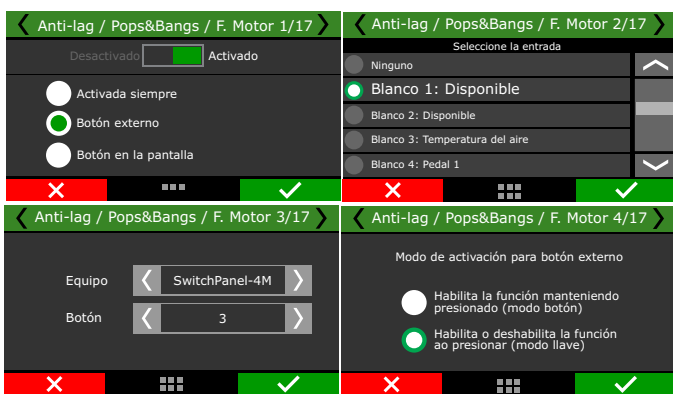 Anti-lag / Pops&Bangs / F. Motor 1/17
Desactivado Activado
Activada siempre
Botón externo
Botón en la pantalla
Anti-lag / Pops&Bangs / F. Motor 2/17
Seleccione la entrada
Ninguno
Blanco 1: Disponible
Blanco 2: Disponible
Blanco 3: Temperatura del aire
Blanco 4: Pedal 1
Anti-lag / Pops&Bangs / F. Motor 3/17
Equipo SwitchPanel-4M
Botón 3
Anti-lag / Pops&Bangs / F. Motor 4/17
Modo de activación para botón externo
Habilita la función manteniendo
presionado (modo botón)
Habilita o deshabilita la función
ao presionar (modo llave)